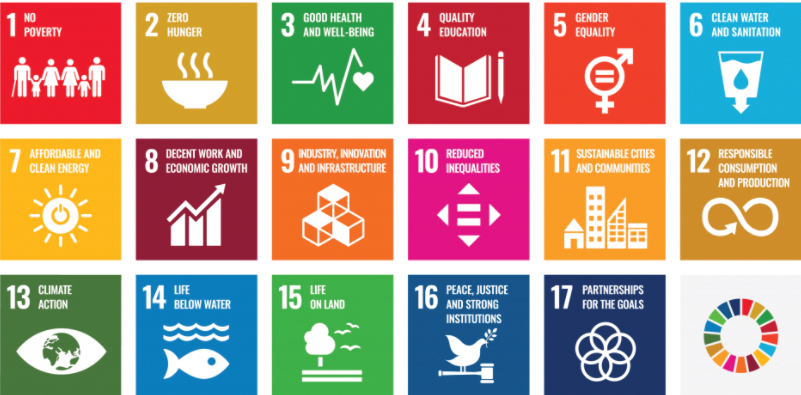 1 NO
POVERTY
2 ZERO
HUNGER
3 GOOD HEALTH
AND WELL-BEING
4 QUALITY
EDUCATION
5 GENDER
EQUALITY
6 CLEAN WATER
AND SANITATION
7 AFFORDABLE AND
CLEAN ENERGY
8 DECENT WORK AND
ECONOMIC GROWTH
9 INDUSTRY, INNOVATION
AND INFRASTRUCTURE
10 REDUCED
INEQUALITIES
11 SUSTAINABLE CITIES
AND COMMUNITIES
12 RESPONSIBLE
CONSUMPTION
AND PRODUCTION
13 CLIMATE
ACTION
14 LIFE
BELOW WATER
15 LIFE
ON LAND
16 PEACE, JUSTICE
AND STRONG
INSTITUTIONS
17 PARTNERSHIPS
FOR THE GOALS